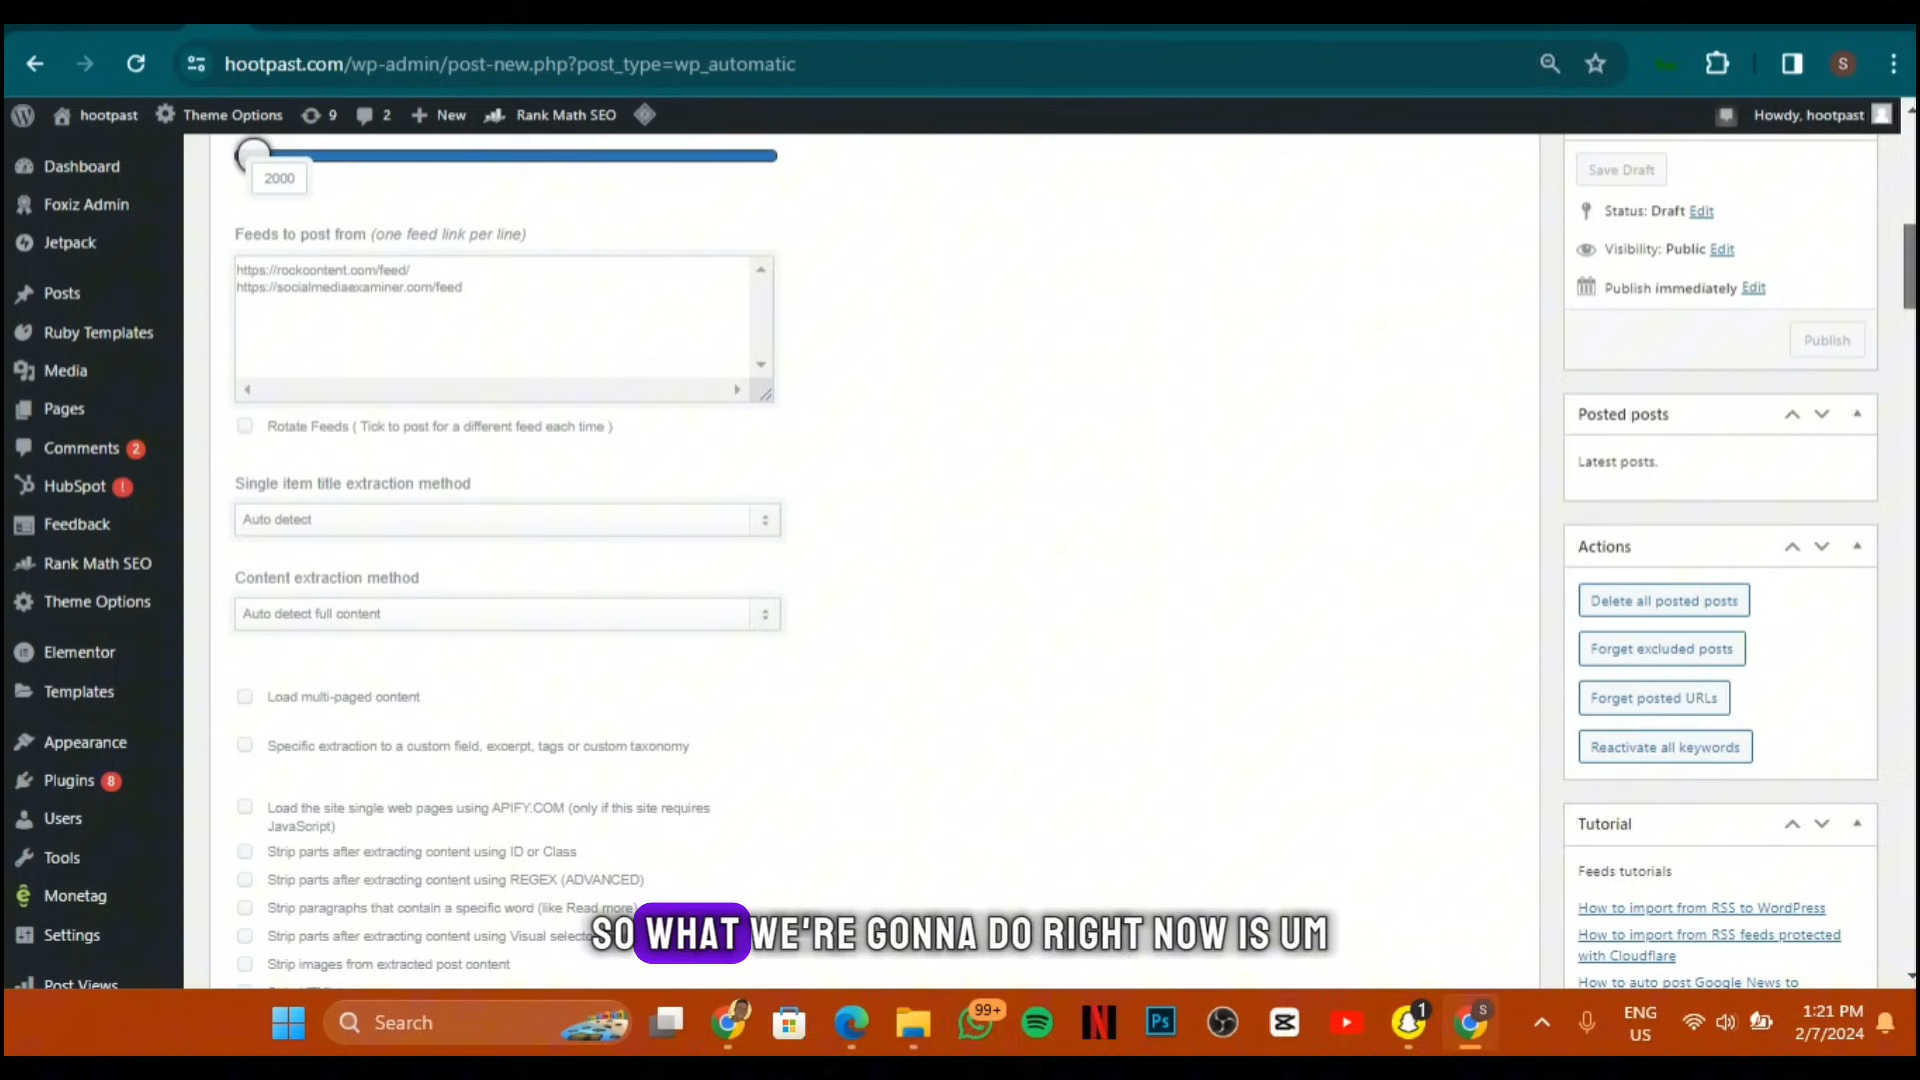 hootpast.com/wp-admin/post-new.php?post_type=wp_automatic
S
hootpast
Theme Options
9
2
New
Rank Math SEO
Howdy, hootpast
Dashboard
Foxiz Admin
Jetpack
Posts
Ruby Templates
Media
Pages
Comments 2
HubSpot !
Feedback
Rank Math SEO
Theme Options
Elementor
Templates
Appearance
Plugins 8
Users
Tools
Monetag
Settings
Post Views
2000
Feeds to post from (one feed link per line)
https://rockcontent.com/feed/
https://socialmediaexaminer.com/feed
Rotate Feeds ( Tick to post for a different feed each time )
Single item title extraction method
Auto detect
Content extraction method
Auto detect full content
Load multi-paged content
Specific extraction to a custom field, excerpt, tags or custom taxonomy
Load the site single web pages using APIFY.COM (only if this site requires
JavaScript)
Strip parts after extracting content using ID or Class
Strip parts after extracting content using REGEX (ADVANCED)
Strip paragraphs that contain a specific word (like Read more)
Strip parts after extracting content using Visual selector
Strip images from extracted post content
Save Draft
Status: Draft Edit
Visibility: Public Edit
Publish immediately Edit
Publish
Posted posts
Latest posts.
Actions
Delete all posted posts
Forget excluded posts
Forget posted URLs
Reactivate all keywords
Tutorial
Feeds tutorials
How to import from RSS to WordPress
How to import from RSS feeds protected
with Cloudflare
How to auto post Google News to
SO WHAT WE'RE GONNA DO RIGHT NOW IS UM
Search
99+
N
Ps
1
S
ENG
US
1:21 PM
2/7/2024